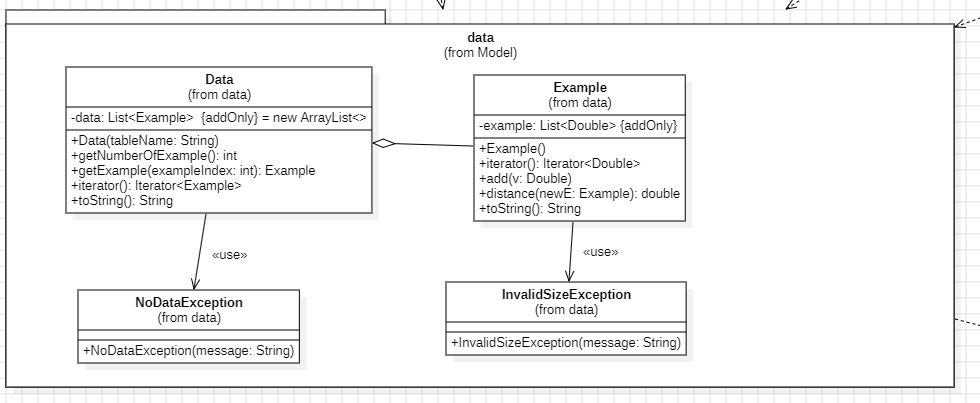 data
(from Model)
Data
(from data)
-data: List<Example>  {addOnly} = new ArrayList<>
+Data(tableName: String)
+getNumberOfExample(): int
+getExample(exampleIndex: int): Example
+iterator(): Iterator<Example>
+toString(): String
Example
(from data)
-example: List<Double> {addOnly}
+Example()
+iterator(): Iterator<Double>
+add(v: Double)
+distance(newE: Example): double
+toString(): String
«use»
«use»
NoDataException
(from data)
+NoDataException(message: String)
InvalidSizeException
(from data)
+InvalidSizeException(message: String)